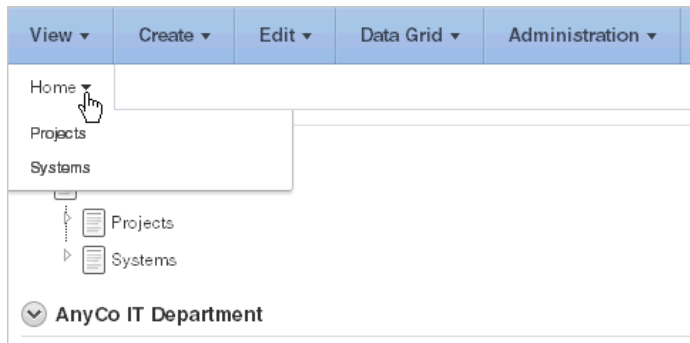 View Create Edit Data Grid Administration
Home
Projects
Systems
Projects
Systems
AnyCo IT Department